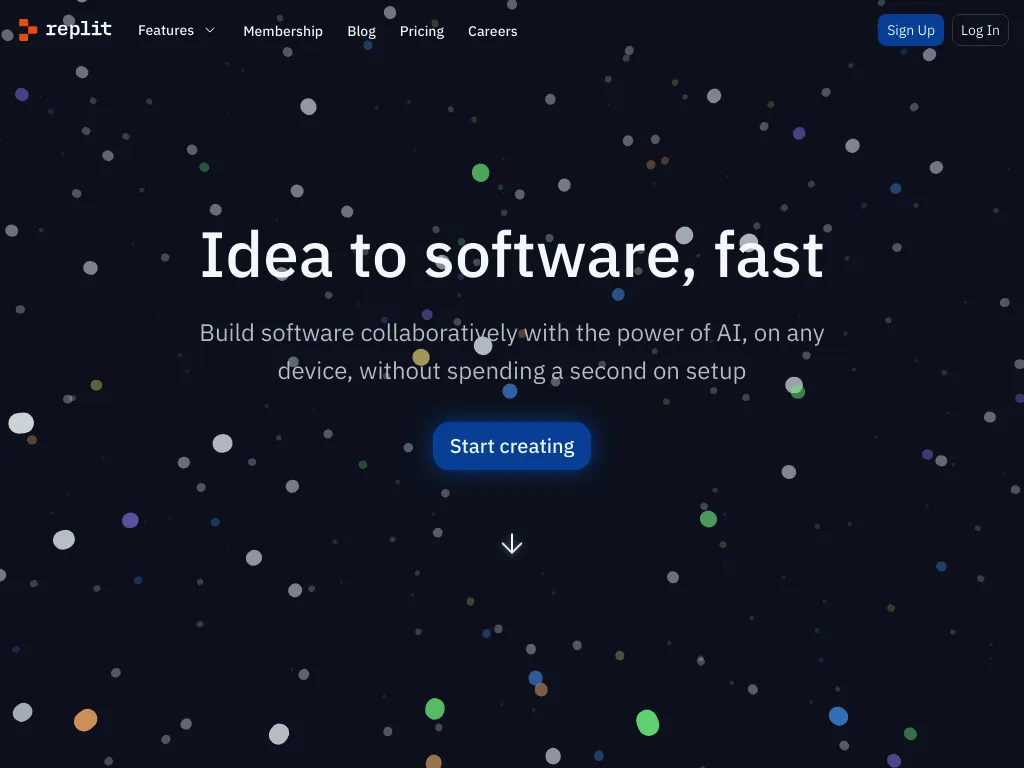 replit Features Membership Blog Pricing Careers Sign Up Log In
Idea to software, fast
Build software collaboratively with the power of AI, on any
device, without spending a second on setup
Start creating